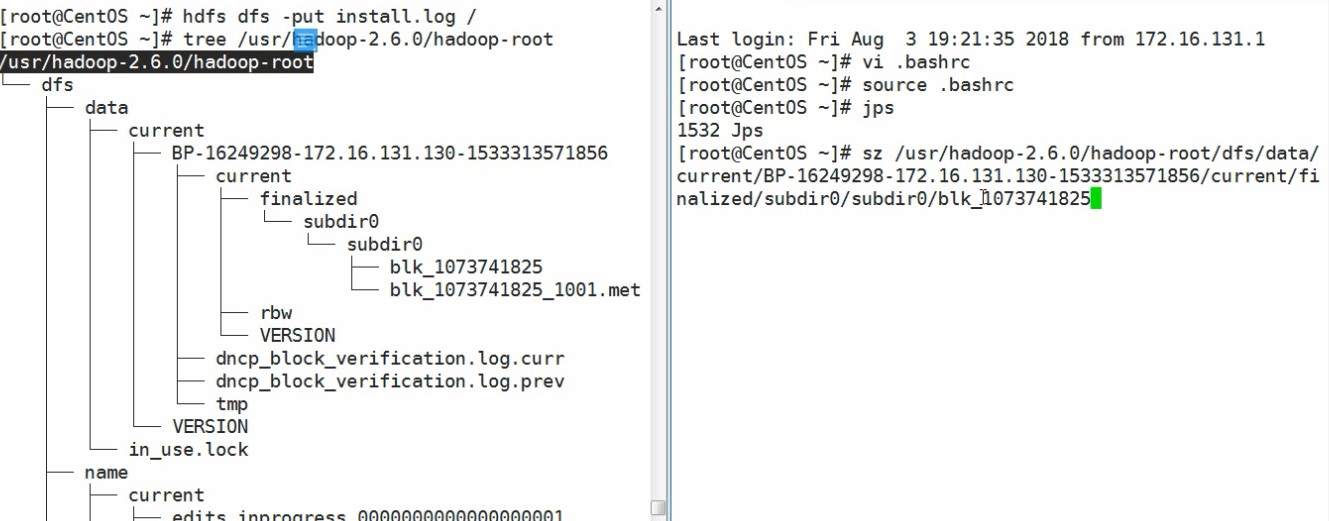 [root@CentOS ~]# hdfs dfs -put install.log /
[root@CentOS ~]# tree /usr/hadoop-2.6.0/hadoop-root
/usr/hadoop-2.6.0/hadoop-root
└── dfs
├── data
├── current
├── BP-16249298-172.16.131.130-1533313571856
├── current
├── finalized
└── subdir0
└── subdir0
├── blk_1073741825
└── blk_1073741825_1001.met
├── rbw
└── VERSION
├── dncp_block_verification.log.curr
├── dncp_block_verification.log.prev
└── tmp
└── VERSION
└── in_use.lock
├── name
├── current
├── edits_inprogress_0000000000000000001
Last login: Fri Aug  3 19:21:35 2018 from 172.16.131.1
[root@CentOS ~]# vi .bashrc
[root@CentOS ~]# source .bashrc
[root@CentOS ~]# jps
1532 Jps
[root@CentOS ~]# sz /usr/hadoop-2.6.0/hadoop-root/dfs/data/
current/BP-16249298-172.16.131.130-1533313571856/current/fi
nalized/subdir0/subdir0/blk_1073741825